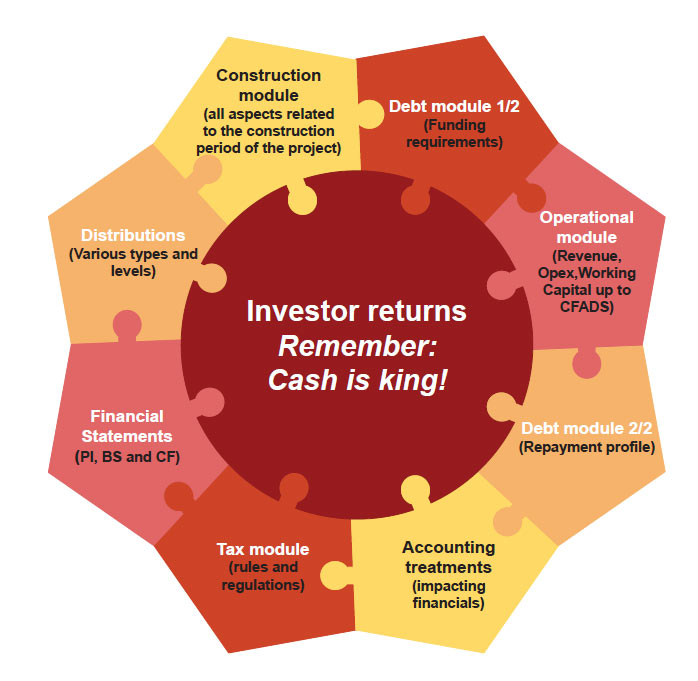 Construction
module
(all aspects related
to the construction
period of the project)
Debt module 1/2
(Funding
requirements)
Operational
module
(Revenue,
Opex,Working
Capital up to
CFADS)
Debt module 2/2
(Repayment profile)
Accounting
treatments
(impacting
financials)
Tax module
(rules and
regulations)
Financial
Statements
(PI, BS and CF)
Distributions
(Various types and
levels)
Investor returns
Remember:
Cash is king!